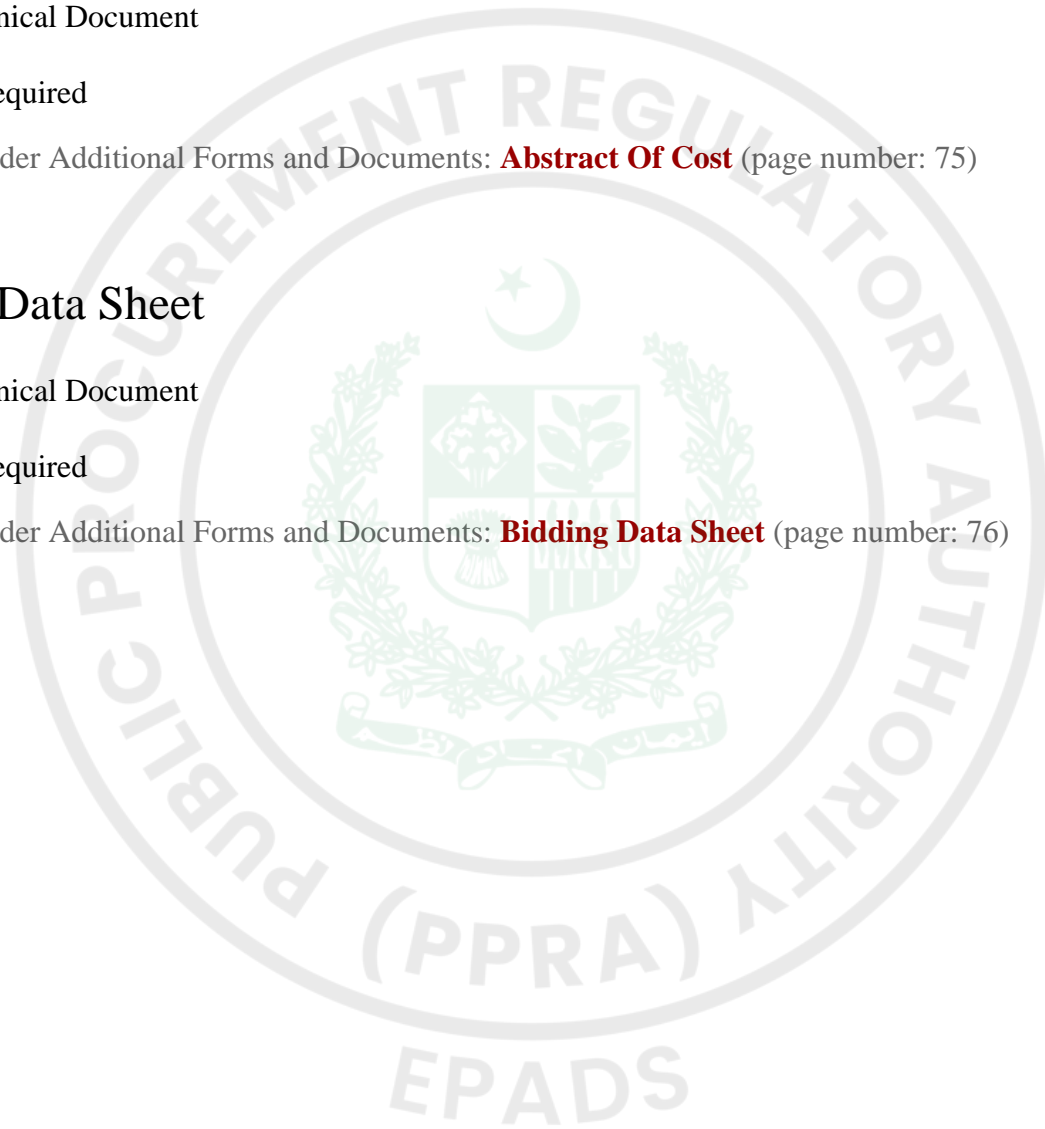 nical Document
equired
der Additional Forms and Documents: Abstract Of Cost (page number: 75)
Data Sheet
nical Document
equired
der Additional Forms and Documents: Bidding Data Sheet (page number: 76)
PUBLIC PROCUREMENT REGULATORY AUTHORITY
(PPRA)
EPADS